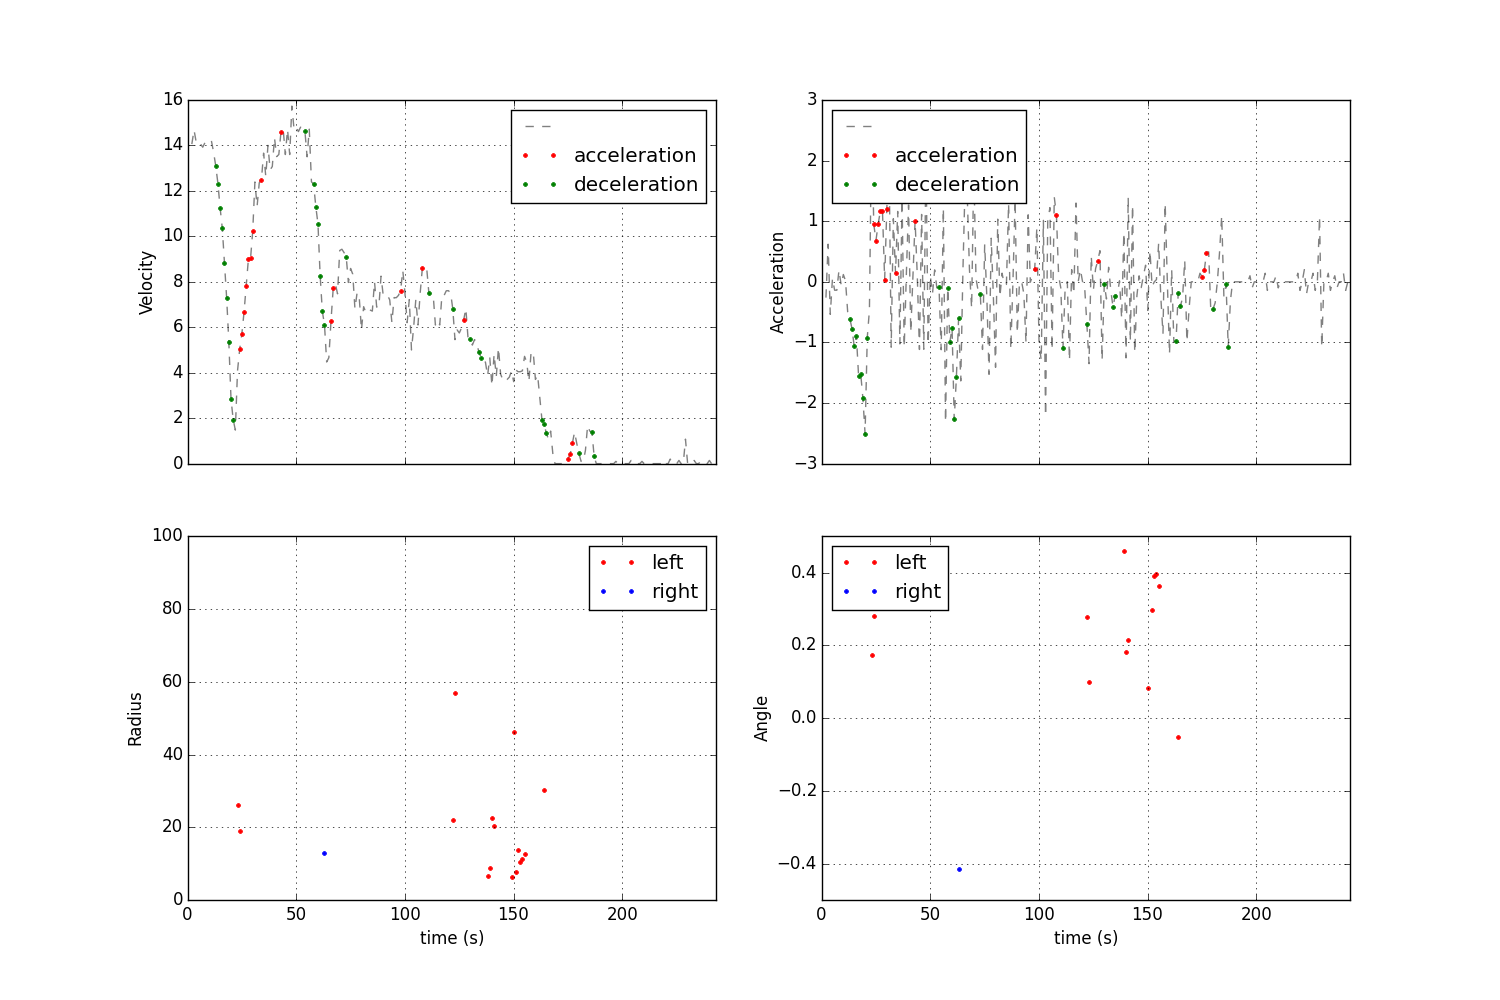 16
14
12
10
8
6
4
2
0
Velocity
acceleration
deceleration
3
2
1
0
−1
−2
−3
Acceleration
acceleration
deceleration
100
80
60
40
20
0
Radius
left
right
0 50 100 150 200
time (s)
0.4
0.2
0.0
−0.2
−0.4
Angle
left
right
0 50 100 150 200
time (s)